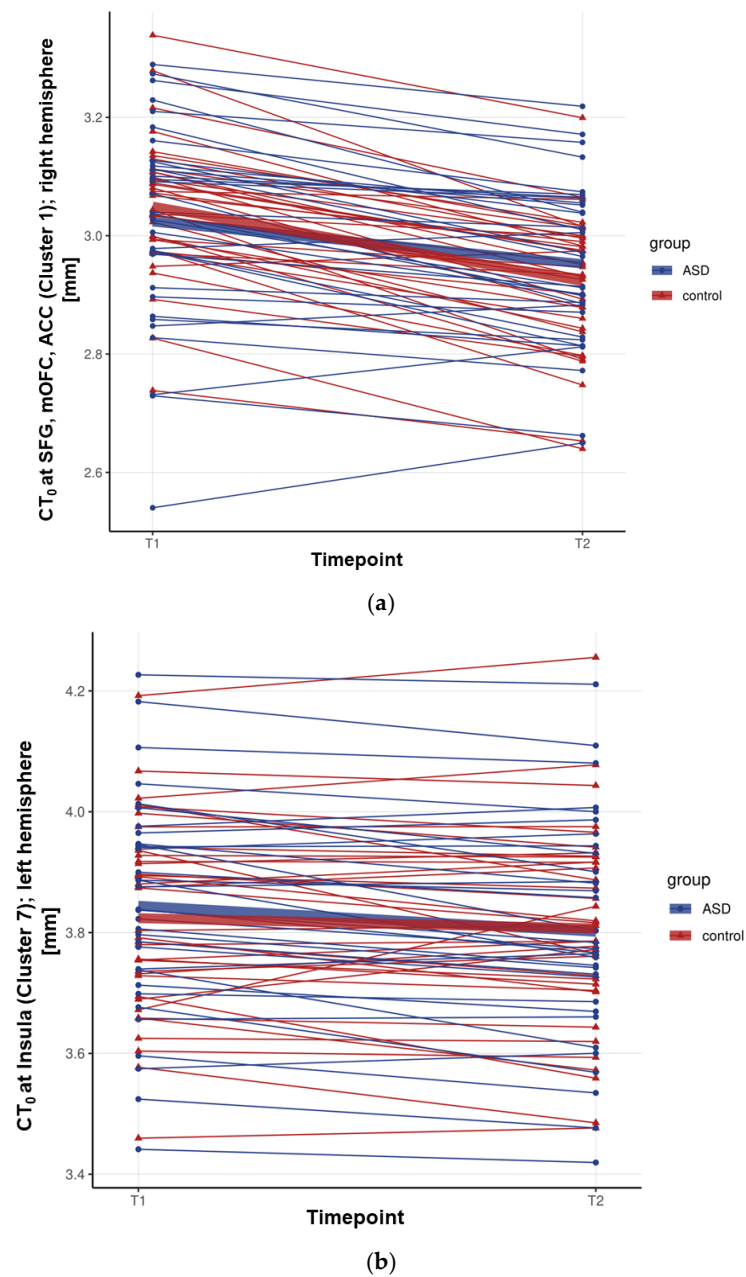 CT₀ at SFG, mOFC, ACC (Cluster 1); right hemisphere
[mm]
3.2
3.0
2.8
2.6
T1
T2
Timepoint
group
ASD
control
(a)
CT₀ at Insula (Cluster 7); left hemisphere
[mm]
4.2
4.0
3.8
3.6
3.4
T1
T2
Timepoint
group
ASD
control
(b)